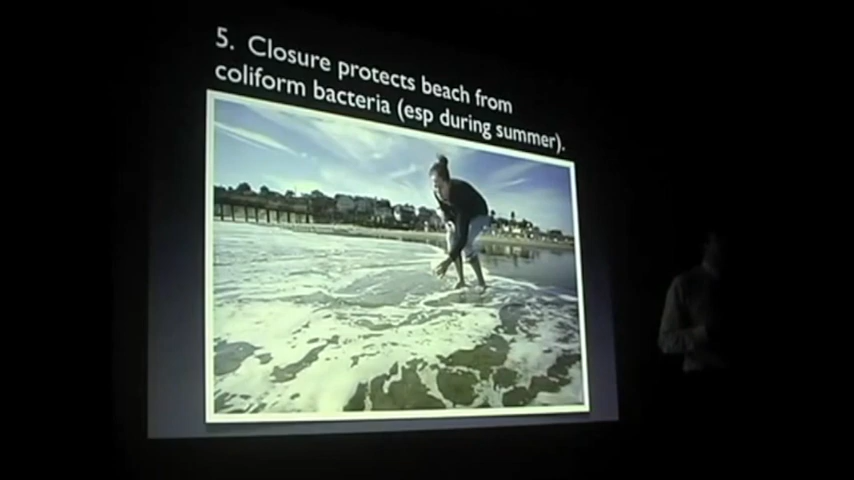 5. Closure protects beach from
coliform bacteria (esp during summer).